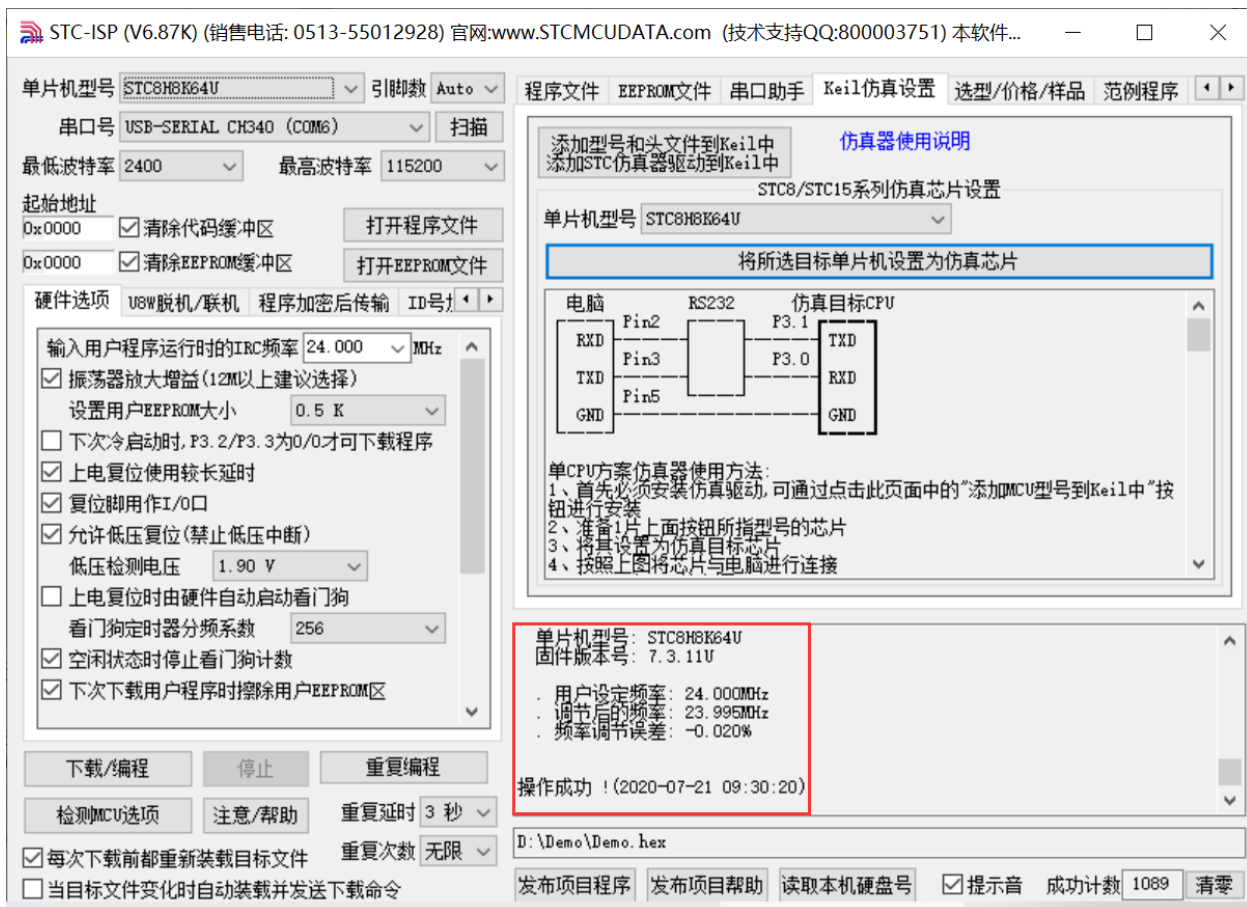 STC-ISP (V6.87K) (销售电话: 0513-55012928) 官网:www.STCMCUDATA.com (技术支持QQ:800003751) 本软件...
单片机型号 STC8H8K64U 引脚数 Auto
串口号 USB-SERIAL CH340 (COM6) 扫描
最低波特率 2400 最高波特率 115200
起始地址
0x0000 清除代码缓冲区 打开程序文件
0x0000 清除EEPROM缓冲区 打开EEPROM文件
硬件选项 U8W脱机/联机 程序加密后传输 ID号
输入用户程序运行时的IRC频率 24.000 MHz
振荡器放大增益(12M以上建议选择)
设置用户EEPROM大小 0.5 K
下次冷启动时,P3.2/P3.3为0/0才可下载程序
上电复位使用较长延时
复位脚用作I/O口
允许低压复位(禁止低压中断)
低压检测电压 1.90 V
上电复位时由硬件自动启动看门狗
看门狗定时器分频系数 256
空闲状态时停止看门狗计数
下次下载用户程序时擦除用户EEPROM区
下载/编程 停止 重复编程
检测MCU选项 注意/帮助 重复延时 3 秒
每次下载前都重新装载目标文件 重复次数 无限
当目标文件变化时自动装载并发送下载命令
程序文件 EEPROM文件 串口助手 Keil仿真设置 选型/价格/样品 范例程序
添加型号和头文件到Keil中
添加STC仿真器驱动到Keil中
仿真器使用说明
STC8/STC15系列仿真芯片设置
单片机型号 STC8H8K64U
将所选目标单片机设置为仿真芯片
电脑 RS232 仿真目标CPU
Pin2 P3.1
RXD TXD
Pin3 P3.0
TXD RXD
Pin5
GND GND
单CPU方案仿真器使用方法:
1、首先必须安装仿真驱动,可通过点击此页面中的"添加MCU型号到Keil中"按
钮进行安装
2、准备1片上面按钮所指型号的芯片
3、将其设置为仿真目标芯片
4、按照上图将芯片与电脑进行连接
单片机型号: STC8H8K64U
固件版本号: 7.3.11U
. 用户设定频率: 24.000MHz
. 调节后的频率: 23.995MHz
. 频率调节误差: -0.020%
操作成功 !(2020-07-21 09:30:20)
D:\Demo\Demo.hex
发布项目程序 发布项目帮助 读取本机硬盘号 提示音 成功计数 1089 清零